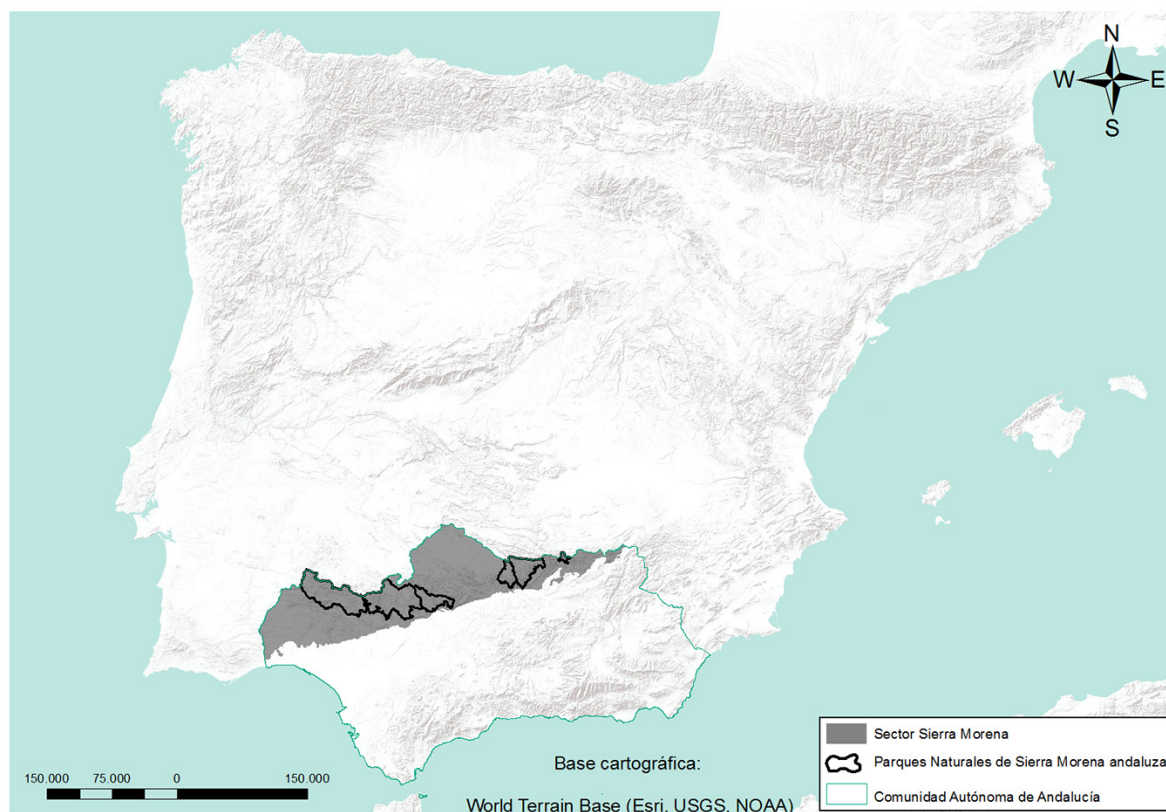 N
W E
S
Sector Sierra Morena
Parques Naturales de Sierra Morena andaluza
Comunidad Autónoma de Andalucía
Base cartográfica:
World Terrain Base (Esri, USGS, NOAA)
150.000 75.000 0 150.000